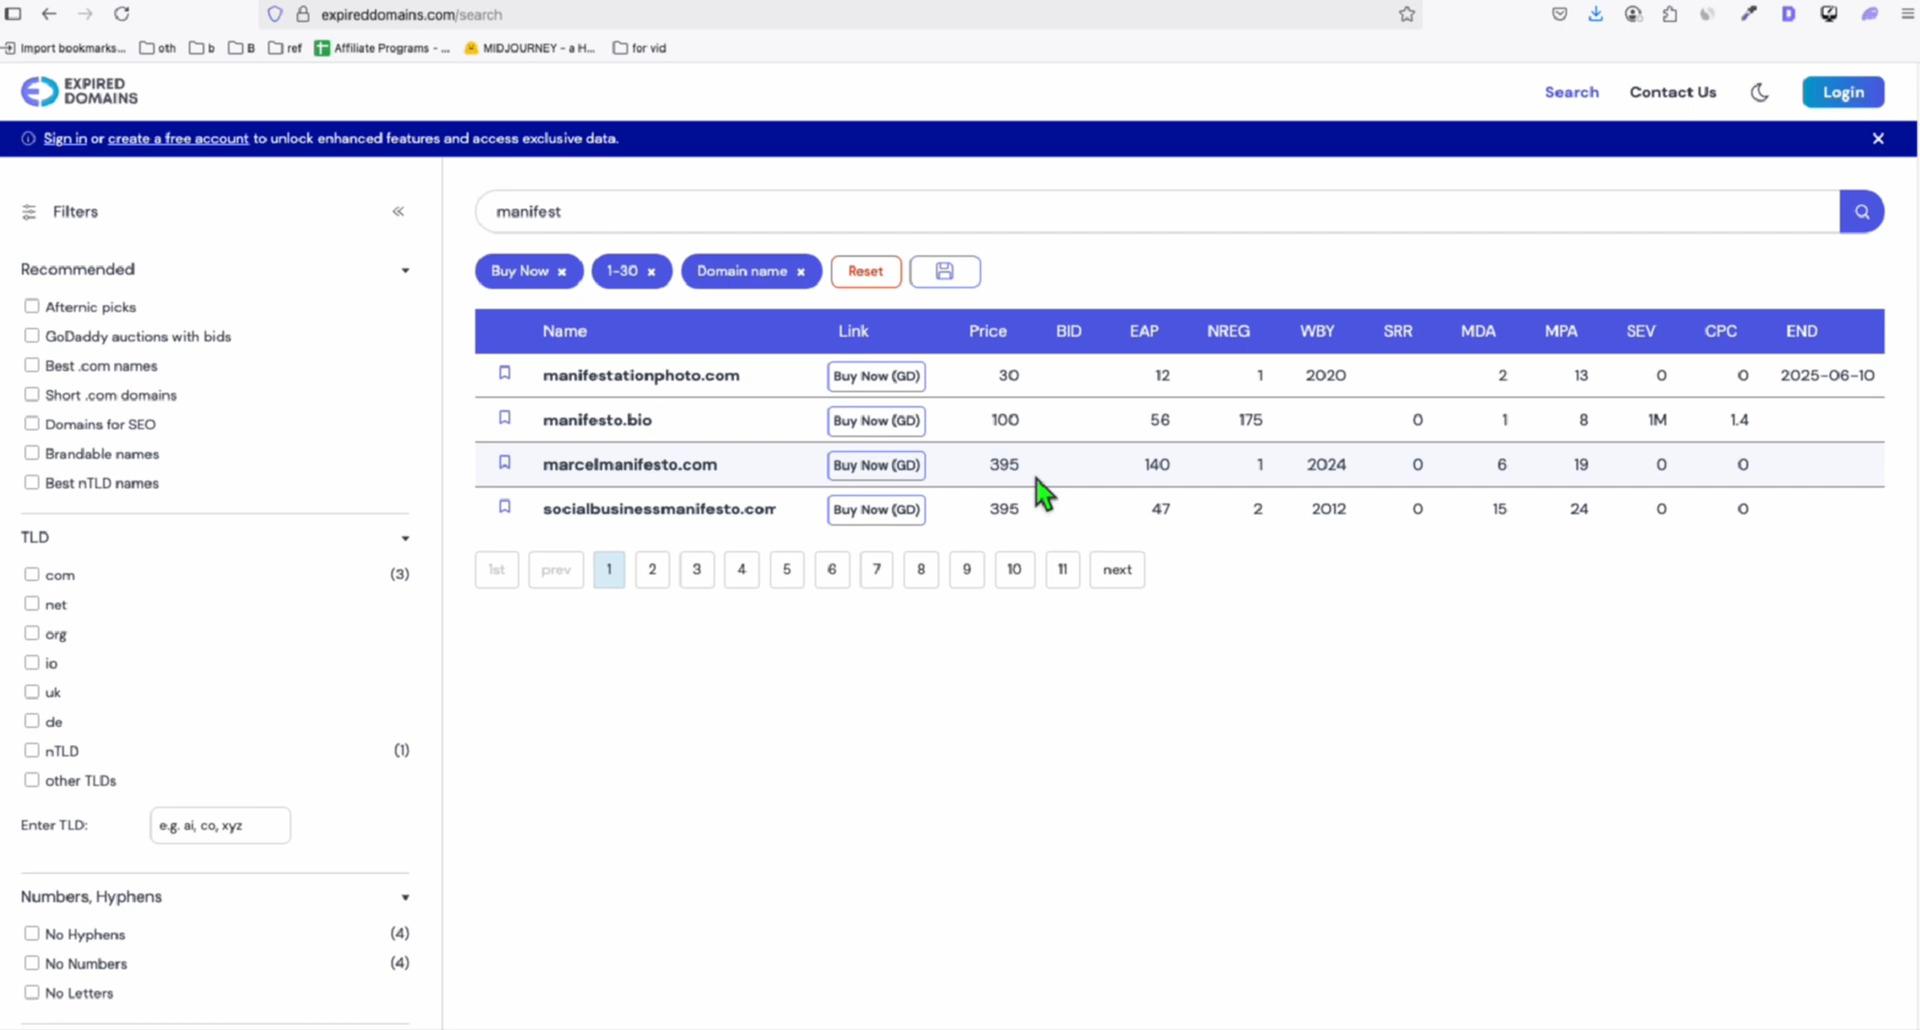 expireddomains.com/search
Import bookmarks... oth b B ref Affiliate Programs - ... MIDJOURNEY - a H... for vid
EXPIRED DOMAINS
Search Contact Us Login
Sign in or create a free account to unlock enhanced features and access exclusive data.
Filters
Recommended
Afternic picks
GoDaddy auctions with bids
Best .com names
Short .com domains
Domains for SEO
Brandable names
Best nTLD names
TLD
com (3)
net
org
io
uk
de
nTLD (1)
other TLDs
Enter TLD: e.g. ai, co, xyz
Numbers, Hyphens
No Hyphens (4)
No Numbers (4)
No Letters
manifest
Buy Now × 1-30 × Domain name × Reset
Name Link Price BID EAP NREG WBY SRR MDA MPA SEV CPC END
manifestationphoto.com Buy Now (GD) 30 12 1 2020 2 13 0 0 2025-06-10
manifesto.bio Buy Now (GD) 100 56 175 0 1 8 1M 1.4
marcelmanifesto.com Buy Now (GD) 395 140 1 2024 0 6 19 0 0
socialbusinessmanifesto.com Buy Now (GD) 395 47 2 2012 0 15 24 0 0
1st prev 1 2 3 4 5 6 7 8 9 10 11 next